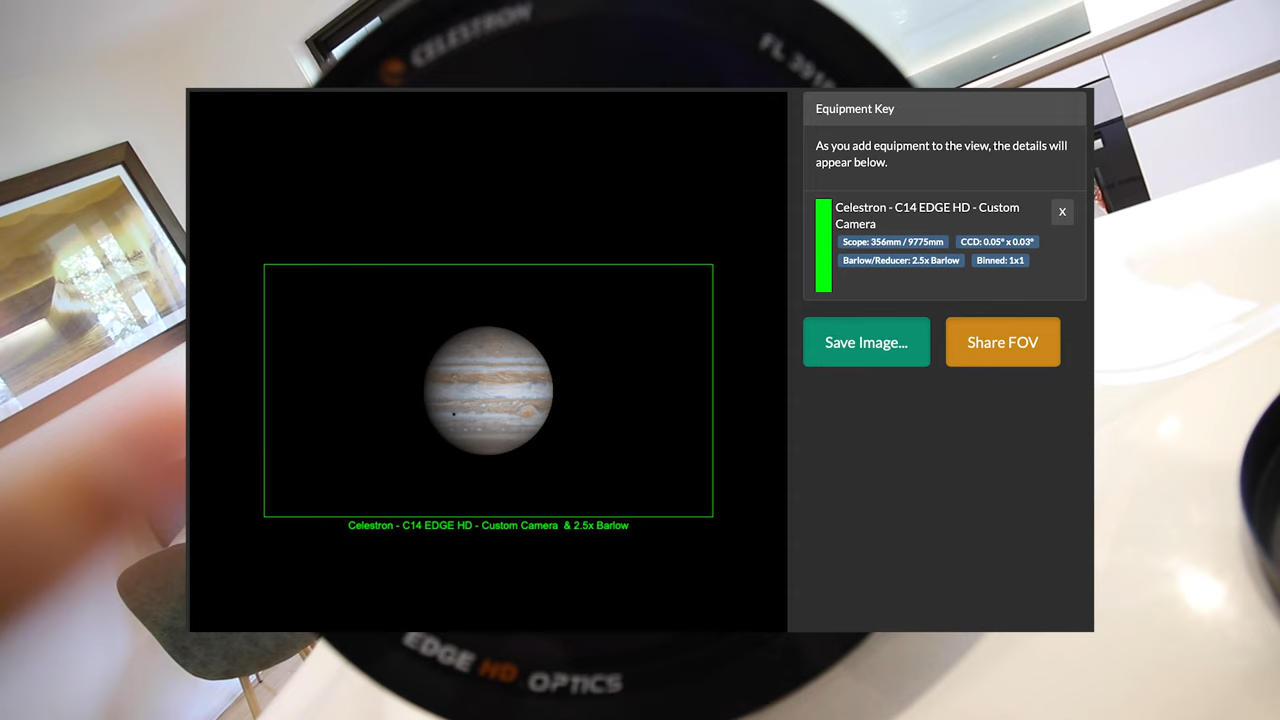 CELESTRON
Equipment Key
As you add equipment to the view, the details will
appear below.
Celestron - C14 EDGE HD - Custom
Camera
X
Scope: 356mm / 9775mm
CCD: 0.05° x 0.03°
Barlow/Reducer: 2.5x Barlow
Binned: 1x1
Save Image...
Share FOV
Celestron - C14 EDGE HD - Custom Camera & 2.5x Barlow
EDGE HD OPTICS